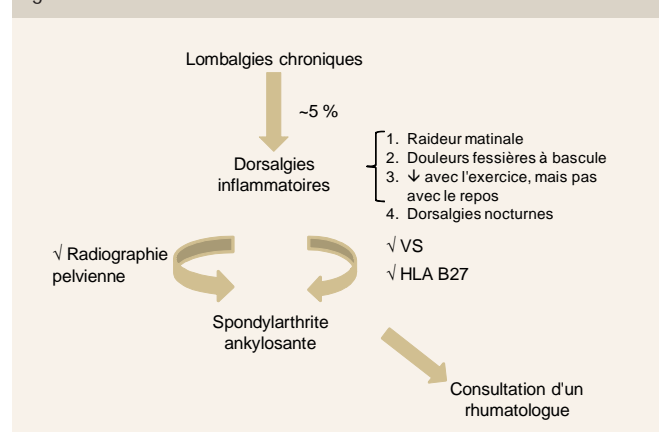 Lombalgies chroniques
~5 %
Dorsalgies
inflammatoires
1. Raideur matinale
2. Douleurs fessières à bascule
3. ↓ avec l'exercice, mais pas
avec le repos
4. Dorsalgies nocturnes
√ Radiographie
pelvienne
√ VS
√ HLA B27
Spondylarthrite
ankylosante
Consultation d'un
rhumatologue